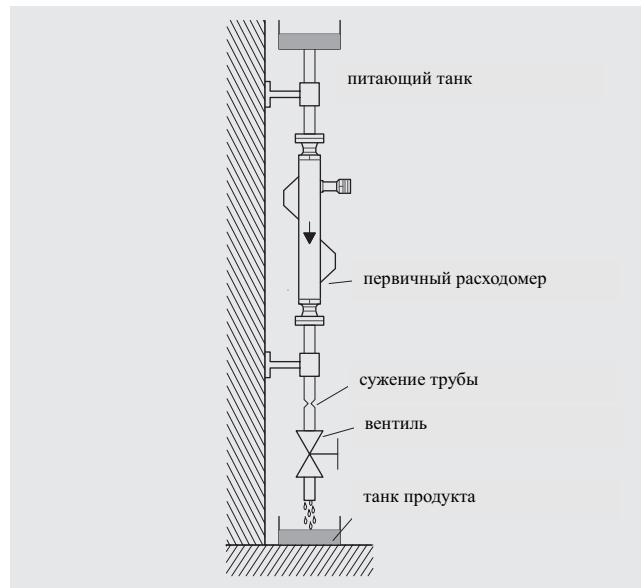 питающий танк
первичный расходомер
сужение трубы
вентиль
танк продукта